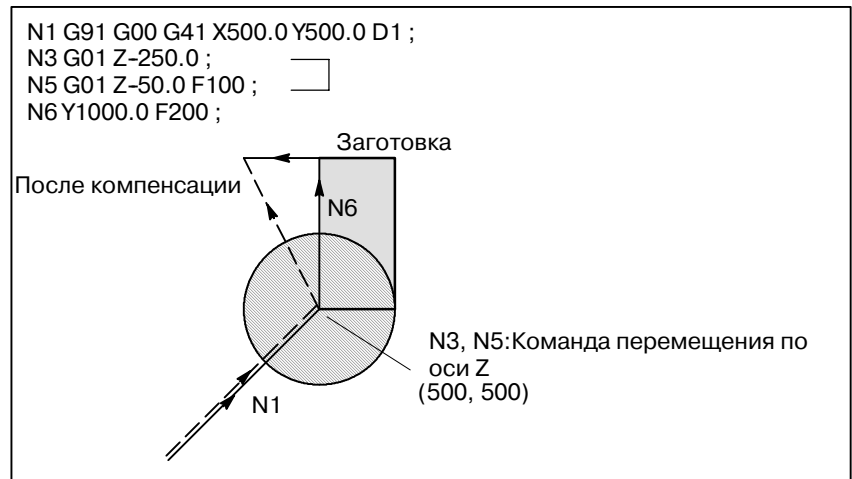 N1 G91 G00 G41 X500.0 Y500.0 D1 ;
N3 G01 Z-250.0 ;
N5 G01 Z-50.0 F100 ;
N6 Y1000.0 F200 ;
Заготовка
После компенсации
N6
N3, N5:Команда перемещения по
оси Z
(500, 500)
N1